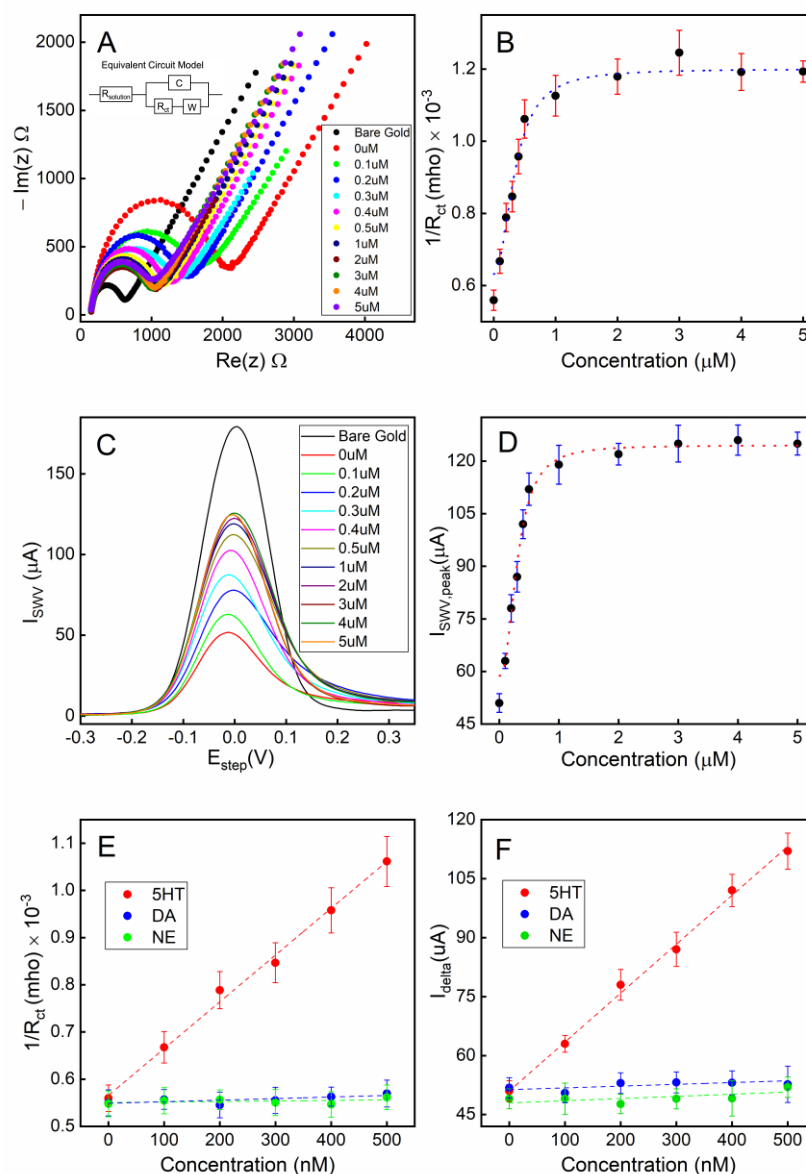 A
Equivalent Circuit Model
C
Rsolution
Rct
W
− Im(z) Ω
2000
1500
1000
500
0
Bare Gold
0uM
0.1uM
0.2uM
0.3uM
0.4uM
0.5uM
1uM
2uM
3uM
4uM
5uM
0 1000 2000 3000 4000
Re(z) Ω
B
1/Rct (mho) × 10-3
1.2
1.0
0.8
0.6
0 1 2 3 4 5
Concentration (μM)
C
ISWV (μA)
150
100
50
0
Bare Gold
0uM
0.1uM
0.2uM
0.3uM
0.4uM
0.5uM
1uM
2uM
3uM
4uM
5uM
-0.3 -0.2 -0.1 0.0 0.1 0.2 0.3
Estep(V)
D
ISWV,peak(μA)
120
105
90
75
60
45
0 1 2 3 4 5
Concentration (μM)
E
1/Rct (mho) × 10-3
1.1
1.0
0.9
0.8
0.7
0.6
0.5
5HT
DA
NE
0 100 200 300 400 500
Concentration (nM)
F
Idelta(uA)
120
105
90
75
60
45
5HT
DA
NE
0 100 200 300 400 500
Concentration (nM)